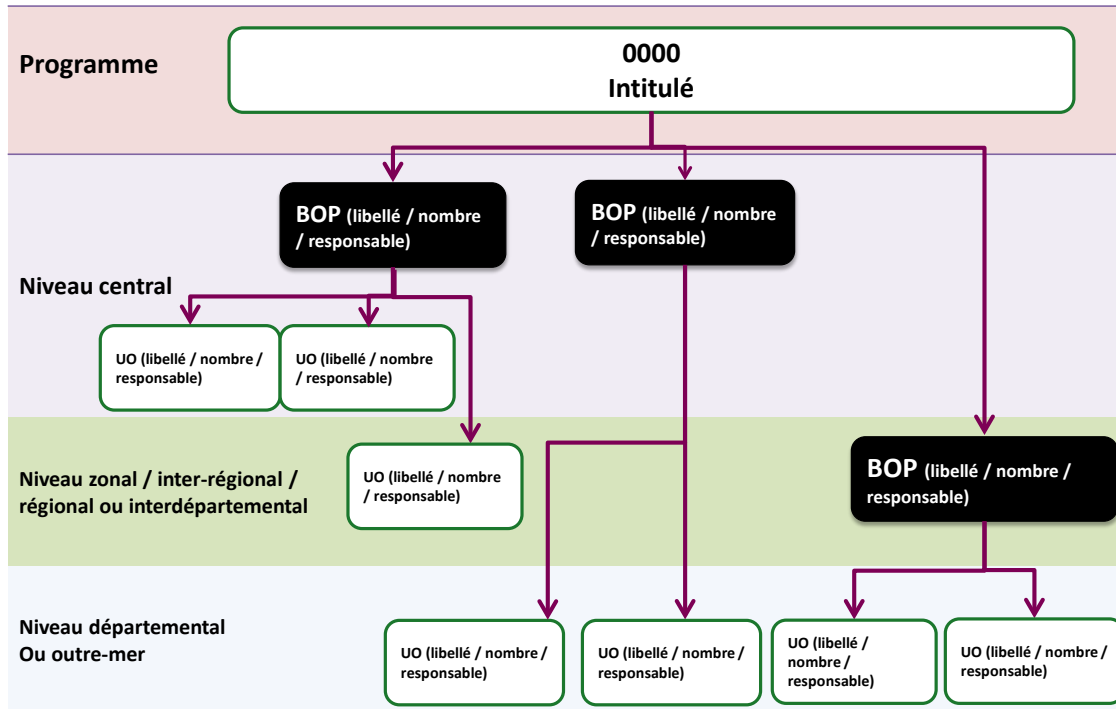 Programme
0000
Intitulé
BOP (libellé / nombre
/ responsable)
BOP (libellé / nombre
/ responsable)
Niveau central
UO (libellé / nombre /
responsable)
UO (libellé / nombre
/ responsable)
Niveau zonal / inter-régional /
régional ou interdépartemental
UO (libellé / nombre
/ responsable)
BOP (libellé / nombre /
responsable)
Niveau départemental
Ou outre-mer
UO (libellé / nombre /
responsable)
UO (libellé / nombre /
responsable)
UO (libellé /
nombre /
responsable)
UO (libellé /
nombre / responsable)